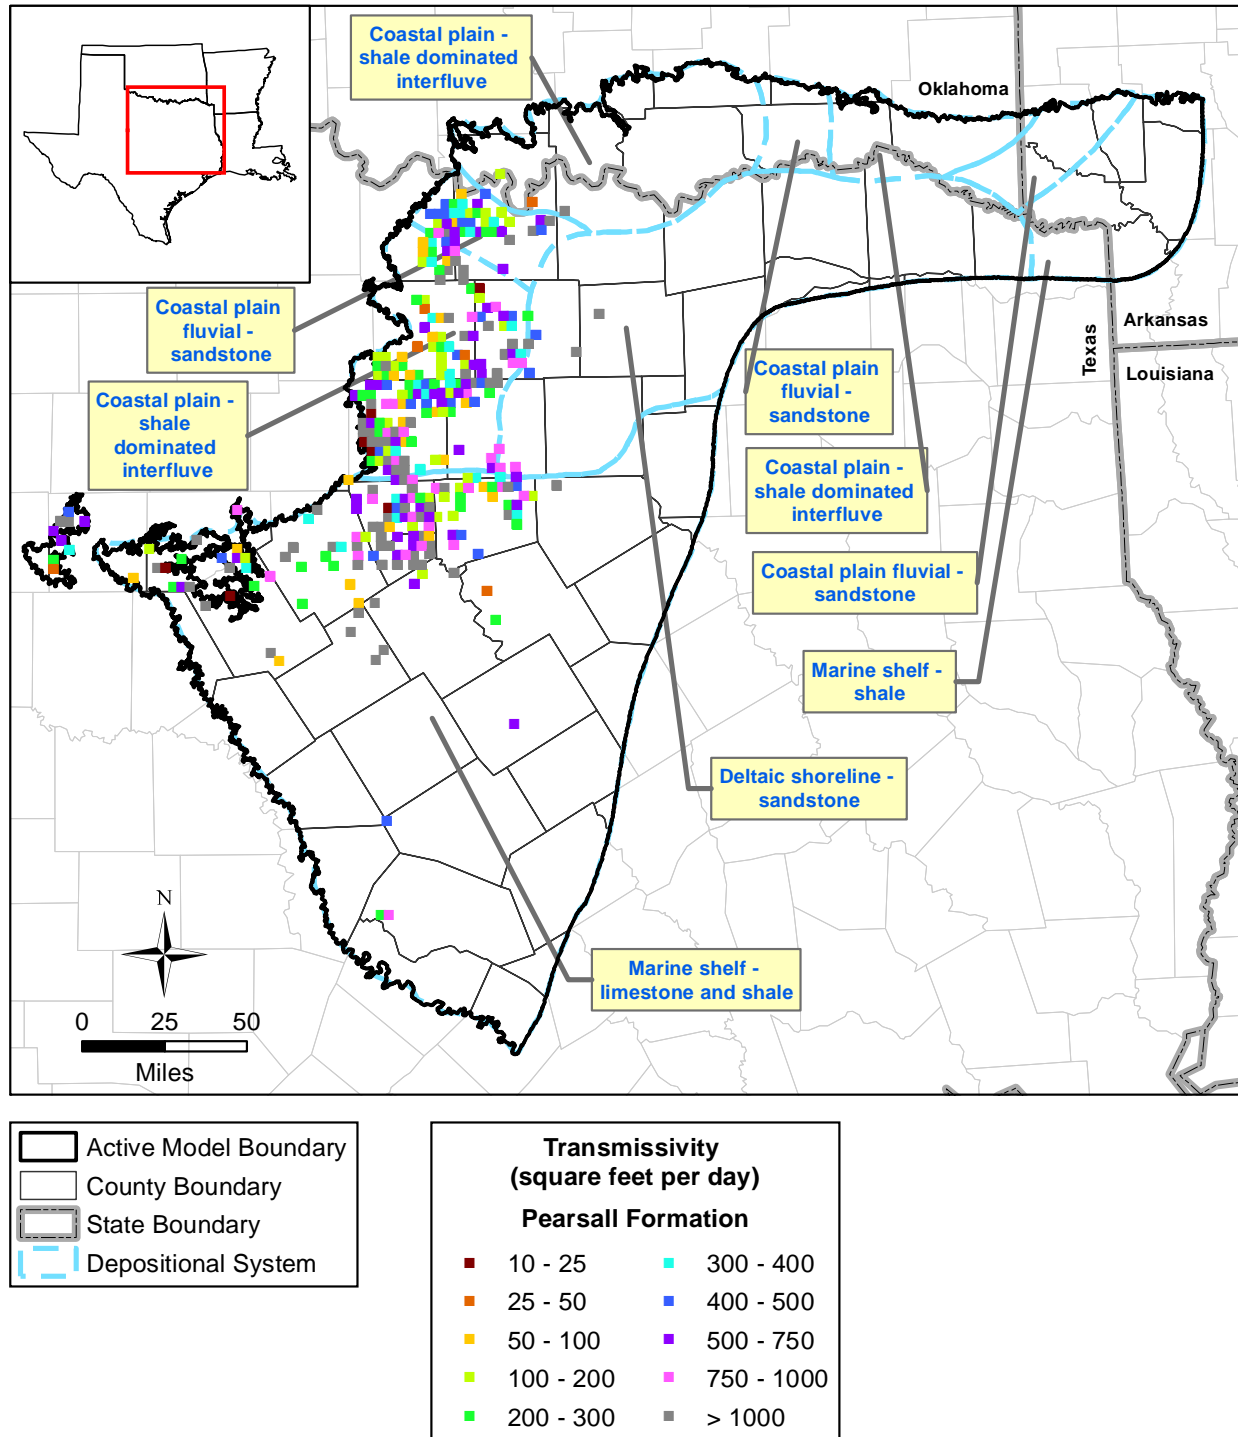 Coastal plain -
shale dominated
interfluve
Oklahoma
Coastal plain
fluvial -
sandstone
Coastal plain -
shale
dominated
interfluve
Texas
Arkansas
Louisiana
Coastal plain
fluvial -
sandstone
Coastal plain -
shale dominated
interfluve
Coastal plain fluvial -
sandstone
Marine shelf -
shale
Deltaic shoreline -
sandstone
Marine shelf -
limestone and shale
N
0 25 50
Miles
Active Model Boundary
County Boundary
State Boundary
Depositional System
Transmissivity
(square feet per day)
Pearsall Formation
10 - 25
25 - 50
50 - 100
100 - 200
200 - 300
300 - 400
400 - 500
500 - 750
750 - 1000
> 1000